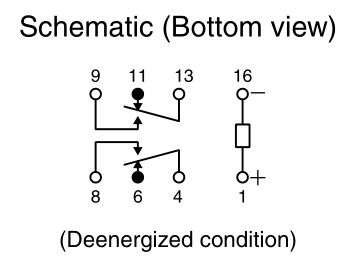 Schematic (Bottom view)
9 11 13 16
−
+
8 6 4 1
(Deenergized condition)